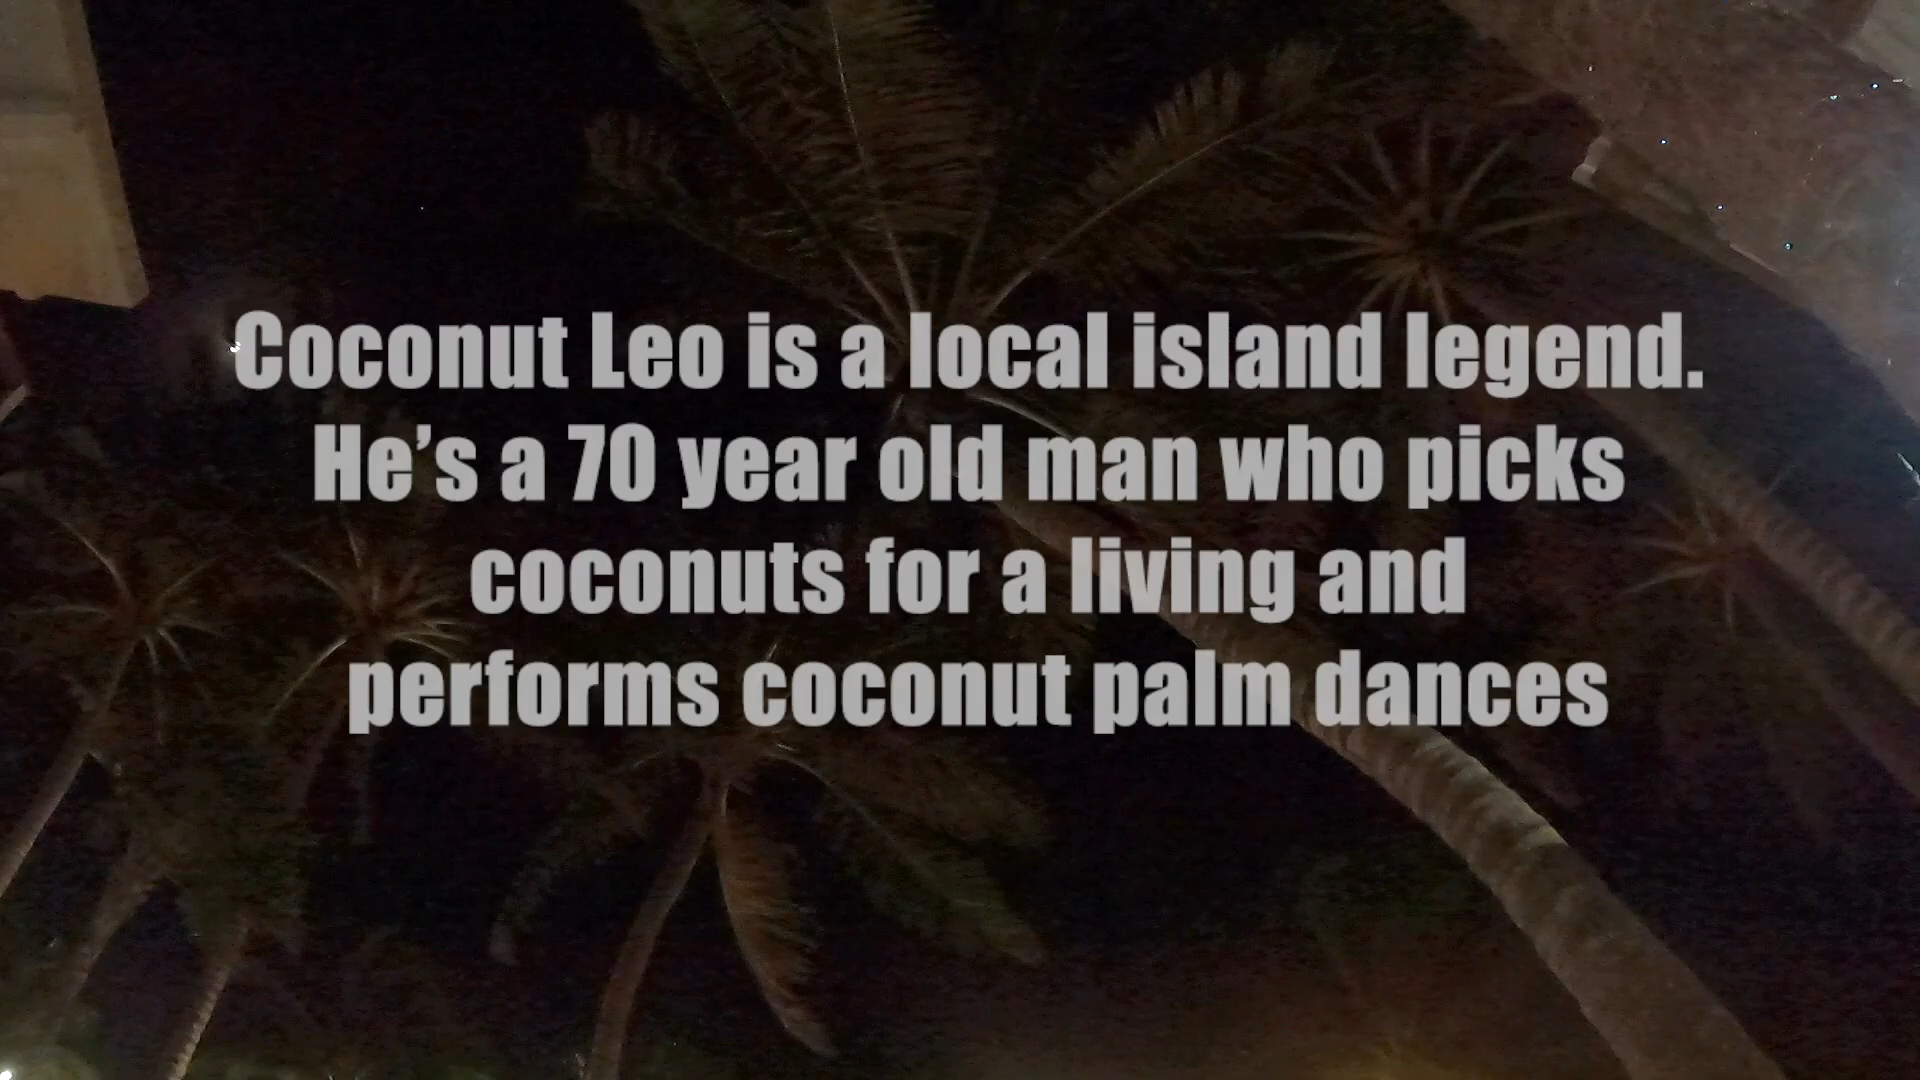 Coconut Leo is a local island legend.
He’s a 70 year old man who picks
coconuts for a living and
performs coconut palm dances